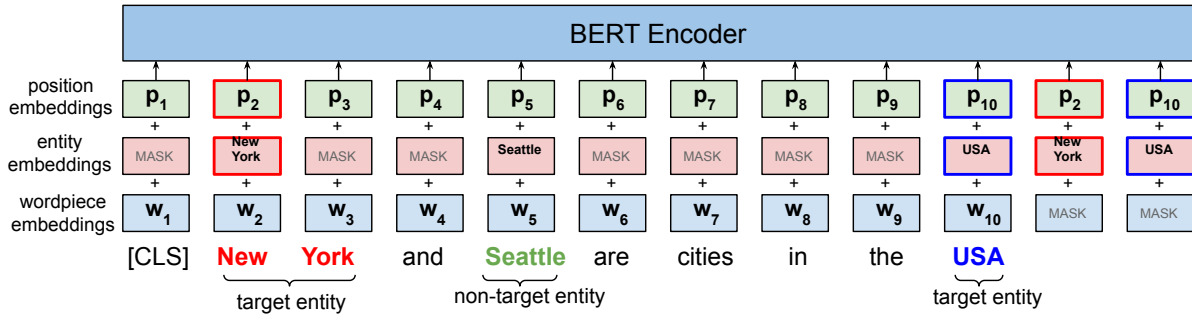 BERT Encoder
position embeddings p1 p2 p3 p4 p5 p6 p7 p8 p9 p10 p2 p10
+ + + + + + + + + + + +
entity embeddings MASK New York MASK MASK Seattle MASK MASK MASK MASK USA New York USA
+ + + + + + + + + + + +
wordpiece embeddings w1 w2 w3 w4 w5 w6 w7 w8 w9 w10 MASK MASK
[CLS] New York and Seattle are cities in the USA
target entity non-target entity target entity